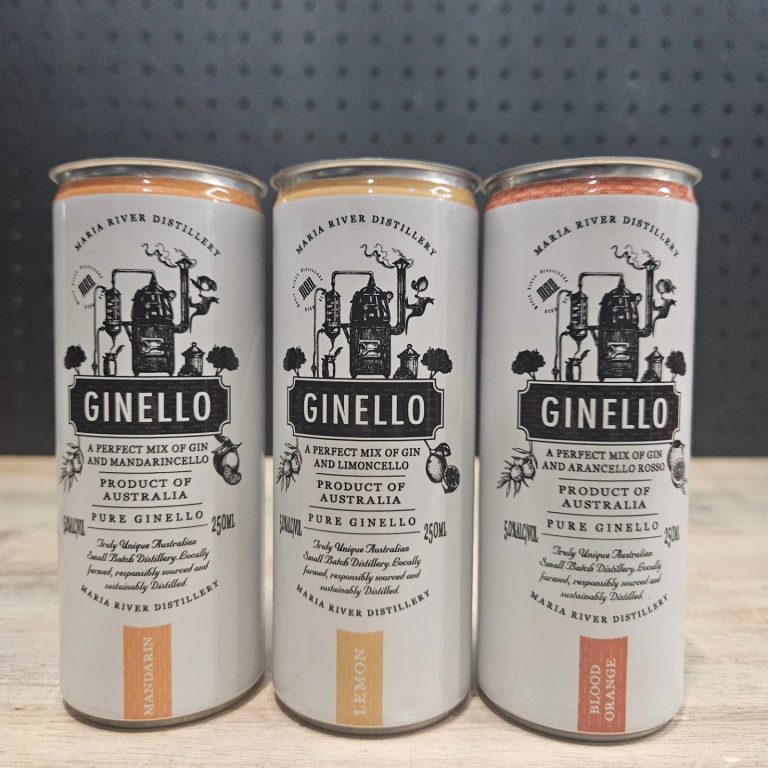 MARIA RIVER DISTILLERY
GINELLO
A PERFECT MIX OF GIN
AND MANDARINCELLO
PRODUCT OF
AUSTRALIA
PURE GINELLO
250ML
Truly Unique Australian
Small Batch Distillery. Locally
farmed, responsibly sourced and
sustainably Distilled.
MARIA RIVER DISTILLERY
MANDARIN
MARIA RIVER DISTILLERY
GINELLO
A PERFECT MIX OF GIN
AND LIMONCELLO
PRODUCT OF
AUSTRALIA
PURE GINELLO
250ML
Truly Unique Australian
Small Batch Distillery. Locally
farmed, responsibly sourced and
sustainably Distilled.
MARIA RIVER DISTILLERY
LEMON
MARIA RIVER DISTILLERY
GINELLO
A PERFECT MIX OF GIN
AND ARANCELLO ROSSO
PRODUCT OF
AUSTRALIA
PURE GINELLO
5.0%ALC/VOL
250ML
Truly Unique Australian
Small Batch Distillery. Locally
farmed, responsibly sourced and
sustainably Distilled.
MARIA RIVER DISTILLERY
BLOOD
ORANGE